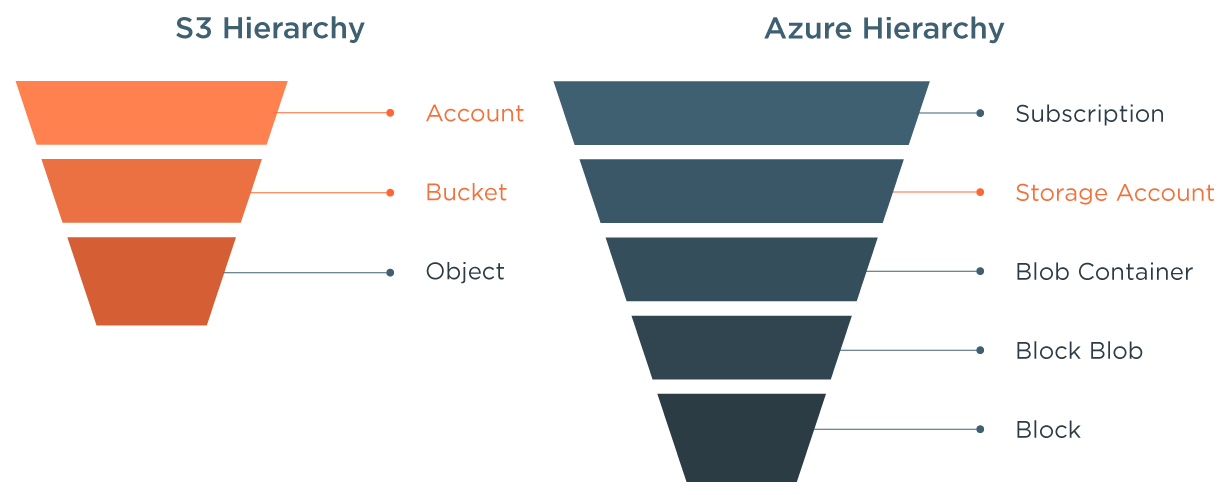 S3 Hierarchy
Account
Bucket
Object
Azure Hierarchy
Subscription
Storage Account
Blob Container
Block Blob
Block